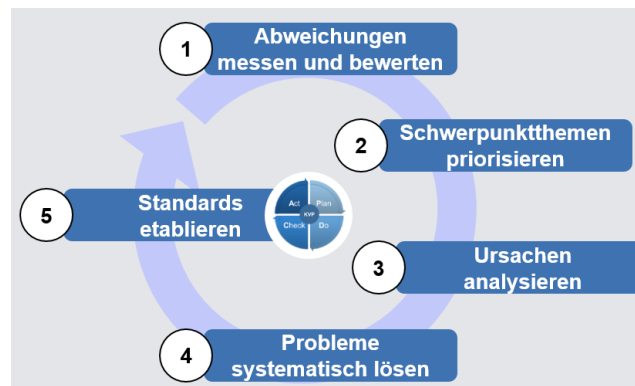 1
Abweichungen
messen und bewerten
2
Schwerpunktthemen
priorisieren
3
Ursachen
analysieren
4
Probleme
systematisch lösen
5
Standards
etablieren
Act
Plan
KVP
Check
Do